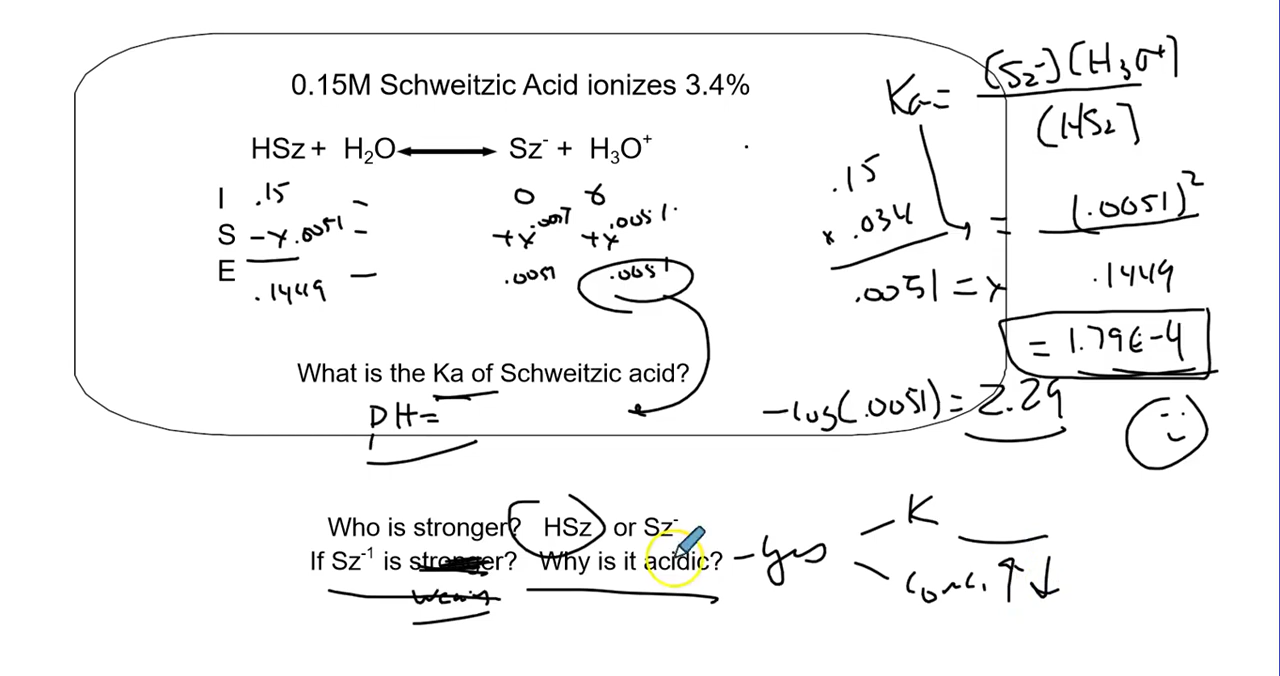 0.15M Schweitzic Acid ionizes 3.4%
HSz + H₂O ⟷ Sz⁻ + H₃O⁺
I .15 0 0
S -x .0051 +x .0051 +x .0051
E .1449 .0051 .0051
.15
x .034
.0051 = x
Ka = [Sz⁻][H₃O⁺]
[HSz]
= (.0051)²
.1449
= 1.79E-4
What is the Ka of Schweitzic acid?
pH =
-log(.0051) = 2.29
Who is stronger? HSz or Sz⁻
If Sz⁻¹ is stronger? Why is it acidic?
- yes
K
conc. ↑↓